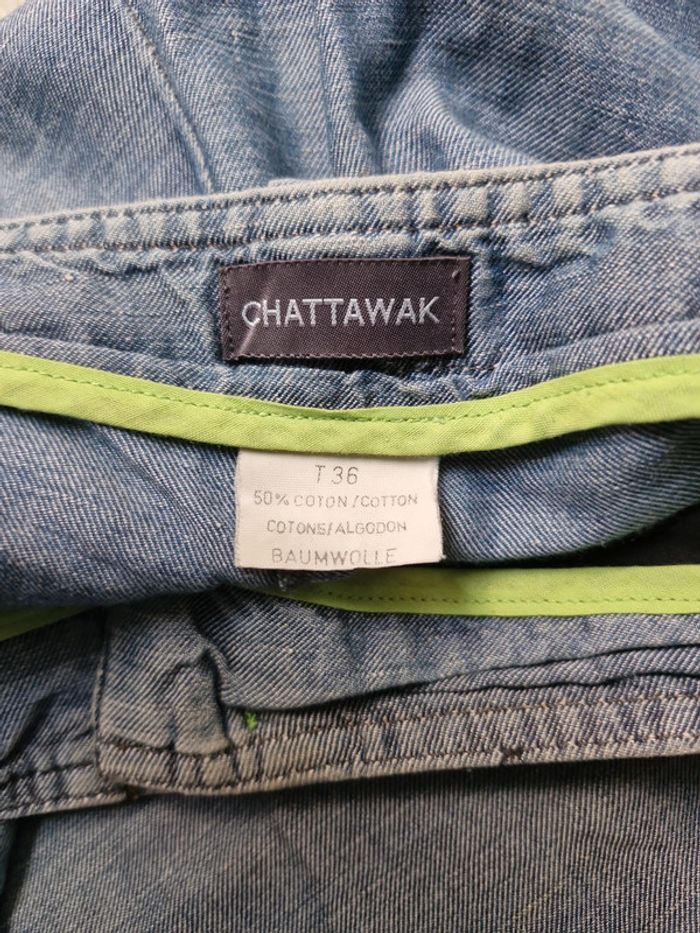 CHATTAWAK
T 36
50% COTON/COTTON
COTONE/ALGODON
BAUMWOLLE